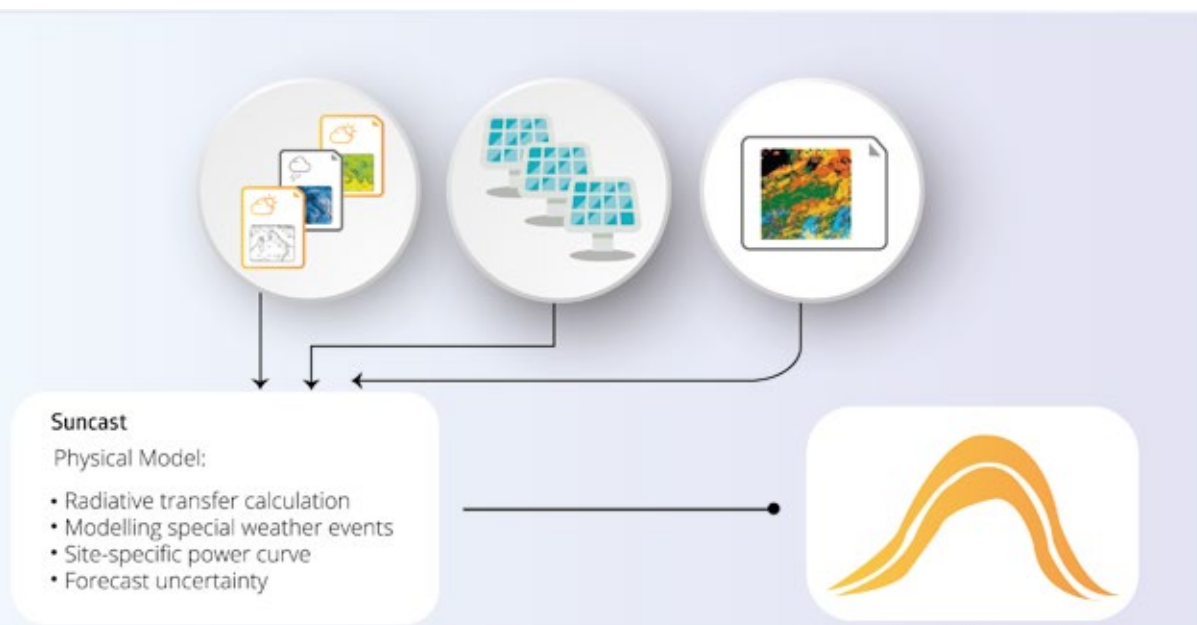 Suncast
Physical Model:
• Radiative transfer calculation
• Modelling special weather events
• Site-specific power curve
• Forecast uncertainty